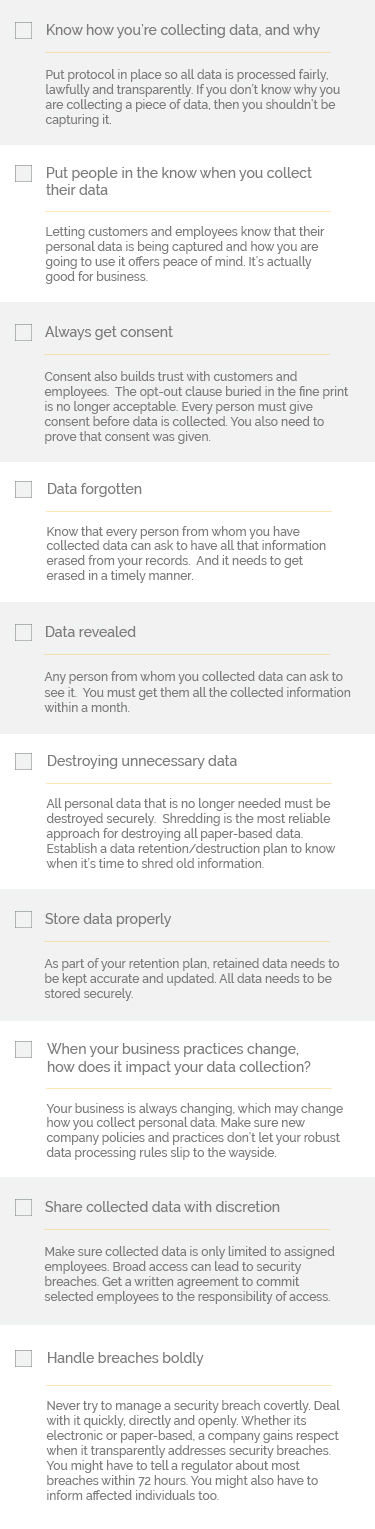 Know how you're collecting data, and why
Put protocol in place so all data is processed fairly,
lawfully and transparently. If you don't know why you
are collecting a piece of data, then you shouldn't be
capturing it.
Put people in the know when you collect
their data
Letting customers and employees know that their
personal data is being captured and how you are
going to use it offers peace of mind. It's actually
good for business.
Always get consent
Consent also builds trust with customers and
employees.  The opt-out clause buried in the fine print
is no longer acceptable. Every person must give
consent before data is collected. You also need to
prove that consent was given.
Data forgotten
Know that every person from whom you have
collected data can ask to have all that information
erased from your records.  And it needs to get
erased in a timely manner.
Data revealed
Any person from whom you collected data can ask to
see it.  You must get them all the collected information
within a month.
Destroying unnecessary data
All personal data that is no longer needed must be
destroyed securely.  Shredding is the most reliable
approach for destroying all paper-based data.
Establish a data retention/destruction plan to know
when it's time to shred old information.
Store data properly
As part of your retention plan, retained data needs to
be kept accurate and updated. All data needs to be
stored securely.
When your business practices change,
how does it impact your data collection?
Your business is always changing, which may change
how you collect personal data. Make sure new
company policies and practices don't let your robust
data processing rules slip to the wayside.
Share collected data with discretion
Make sure collected data is only limited to assigned
employees. Broad access can lead to security
breaches. Get a written agreement to commit
selected employees to the responsibility of access.
Handle breaches boldly
Never try to manage a security breach covertly. Deal
with it quickly, directly and openly. Whether its
electronic or paper-based, a company gains respect
when it transparently addresses security breaches.
You might have to tell a regulator about most
breaches within 72 hours. You might also have to
inform affected individuals too.